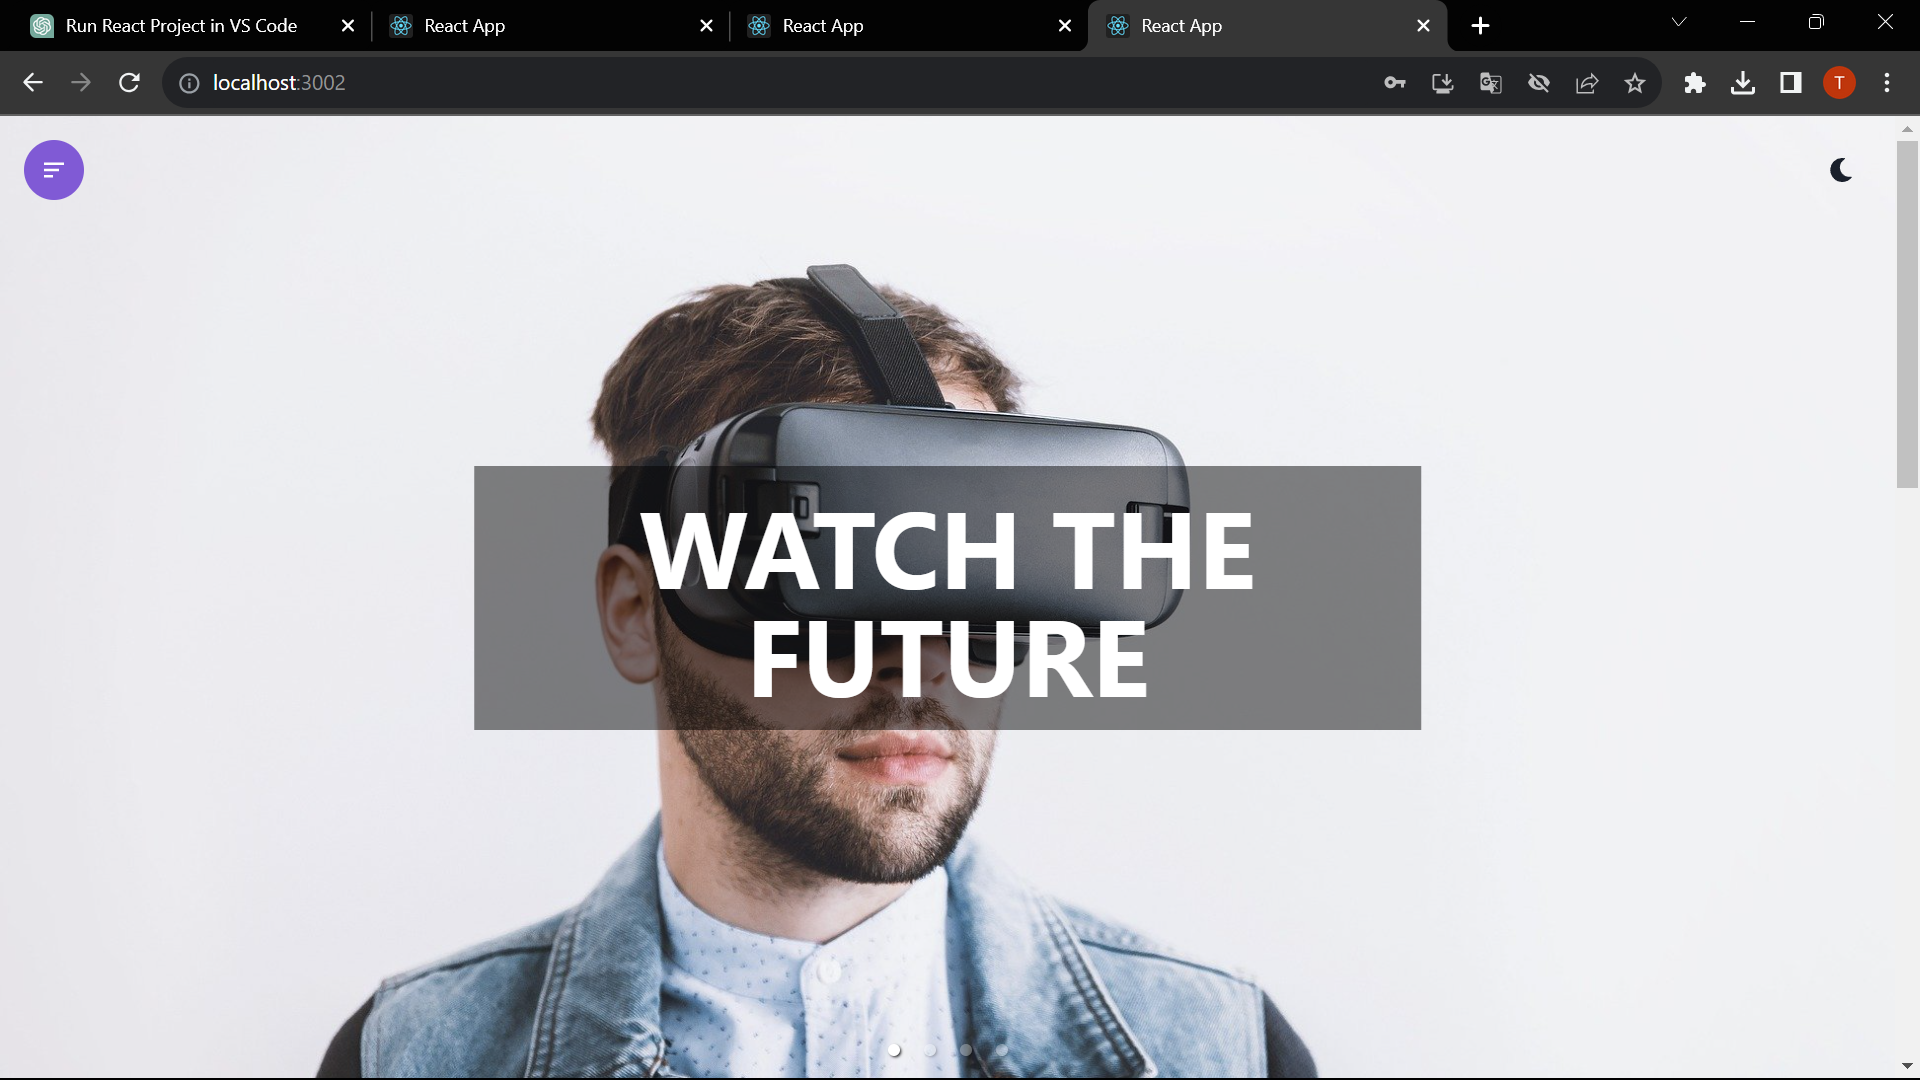 Run React Project in VS Code
React App
React App
React App
localhost:3002
T
WATCH THE
FUTURE